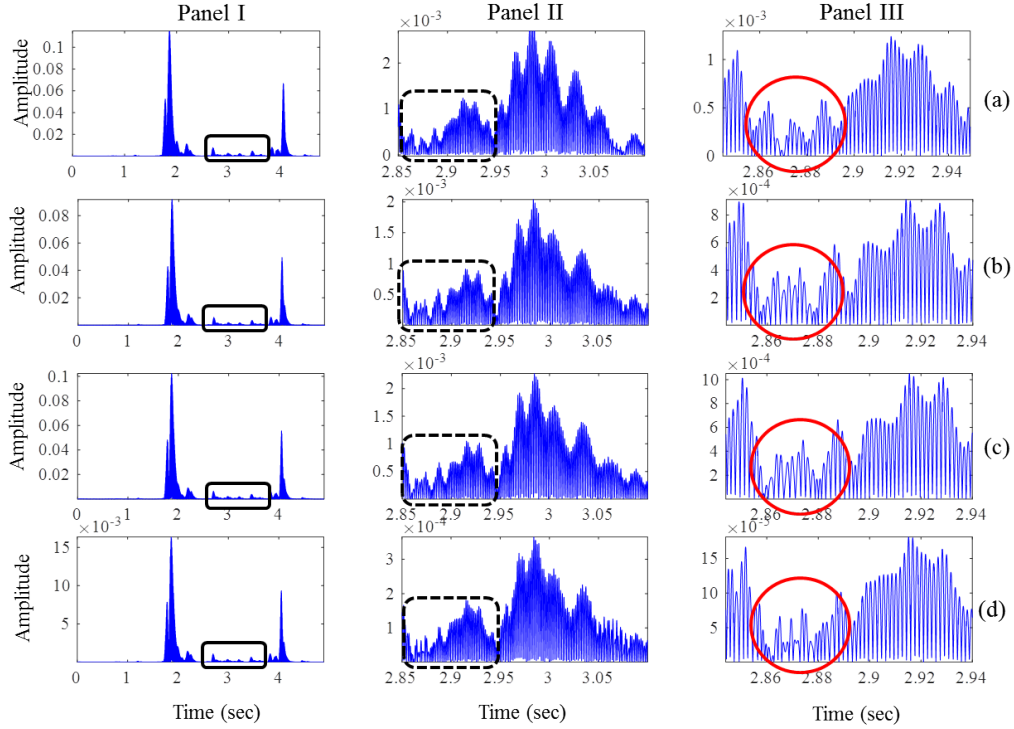 Panel I Panel II Panel III
×10⁻³ ×10⁻³
0.1 0.08 0.06 0.04 0.02
2 1 0
1 0.5 0
Amplitude
0 1 2 3 4
2.85 2.9 2.95 3 3.05
2.86 2.88 2.9 2.92 2.94
(a)
×10⁻³ ×10⁻⁴
0.08 0.06 0.04 0.02
2 1.5 1 0.5
8 6 4 2
Amplitude
0 1 2 3 4
2.85 2.9 2.95 3 3.05
2.86 2.88 2.9 2.92 2.94
(b)
×10⁻³ ×10⁻⁴
0.1 0.08 0.06 0.04 0.02
2 1.5 1 0.5
10 8 6 4 2
Amplitude
0 1 2 3 4
2.85 2.9 2.95 3 3.05
2.86 2.88 2.9 2.92 2.94
(c)
×10⁻³ ×10⁻⁴ ×10⁻⁵
15 10 5
3 2 1
15 10 5
Amplitude
0 1 2 3 4
2.85 2.9 2.95 3 3.05
2.86 2.88 2.9 2.92 2.94
(d)
Time (sec) Time (sec) Time (sec)